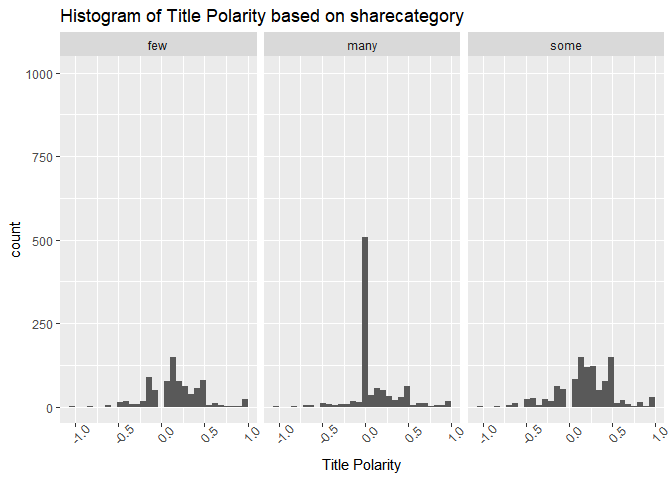 Histogram of Title Polarity based on sharecategory
few many some
1000
750
500
250
0
count
-1.0 -0.5 0.0 0.5 1.0 -1.0 -0.5 0.0 0.5 1.0 -1.0 -0.5 0.0 0.5 1.0
Title Polarity